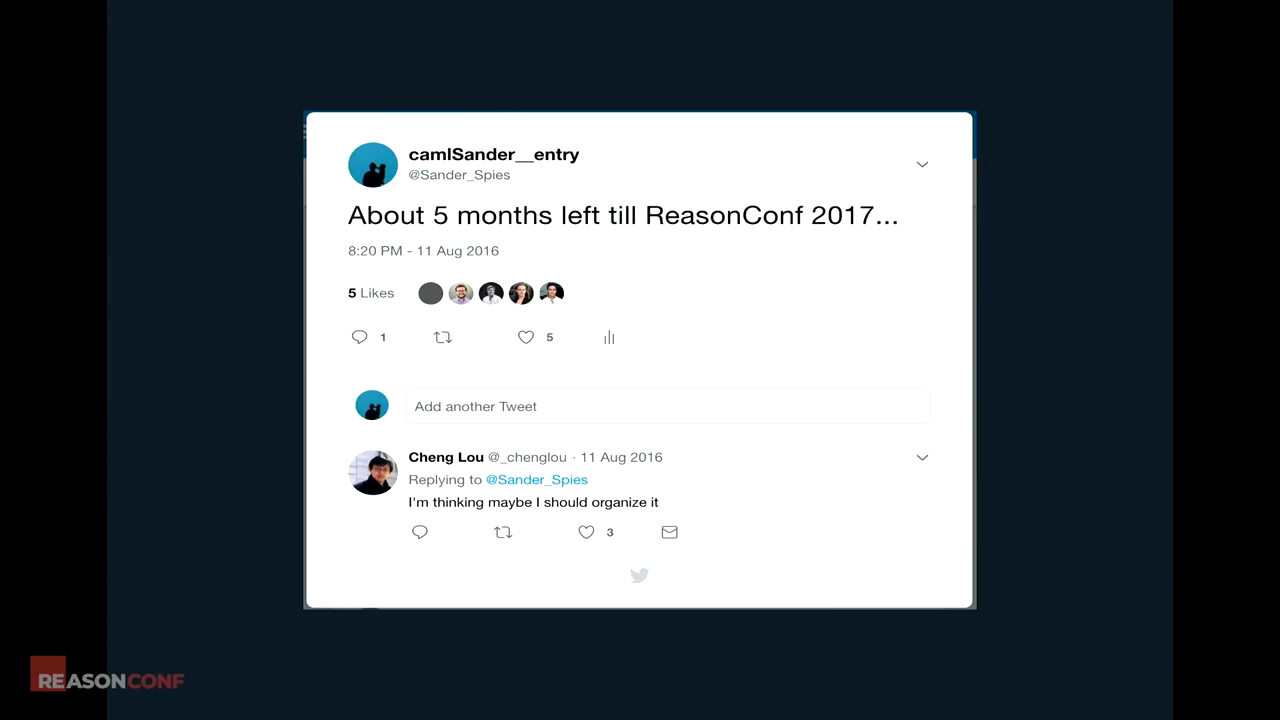 camlSander__entry
@Sander_Spies
About 5 months left till ReasonConf 2017...
8:20 PM - 11 Aug 2016
5 Likes
1 5
Add another Tweet
Cheng Lou @_chenglou · 11 Aug 2016
Replying to @Sander_Spies
I'm thinking maybe I should organize it
3
REASONCONF